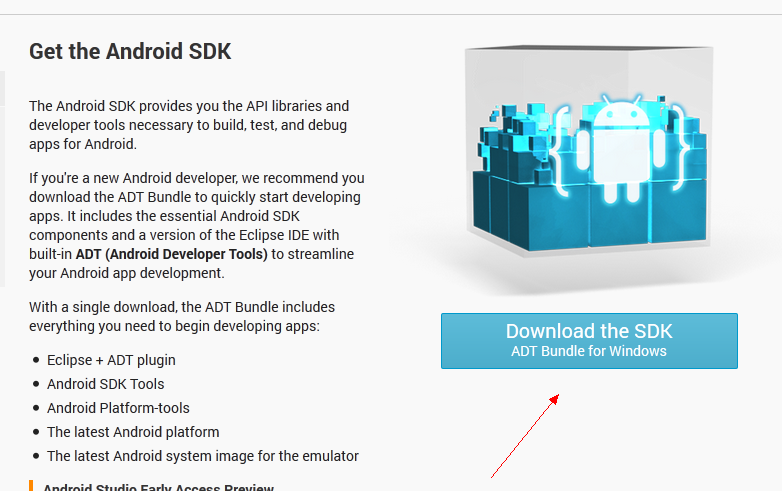 Get the Android SDK
The Android SDK provides you the API libraries and
developer tools necessary to build, test, and debug
apps for Android.
If you're a new Android developer, we recommend you
download the ADT Bundle to quickly start developing
apps. It includes the essential Android SDK
components and a version of the Eclipse IDE with
built-in ADT (Android Developer Tools) to streamline
your Android app development.
With a single download, the ADT Bundle includes
everything you need to begin developing apps:
• Eclipse + ADT plugin
• Android SDK Tools
• Android Platform-tools
• The latest Android platform
• The latest Android system image for the emulator
Android Studio Early Access Preview
Download the SDK
ADT Bundle for Windows